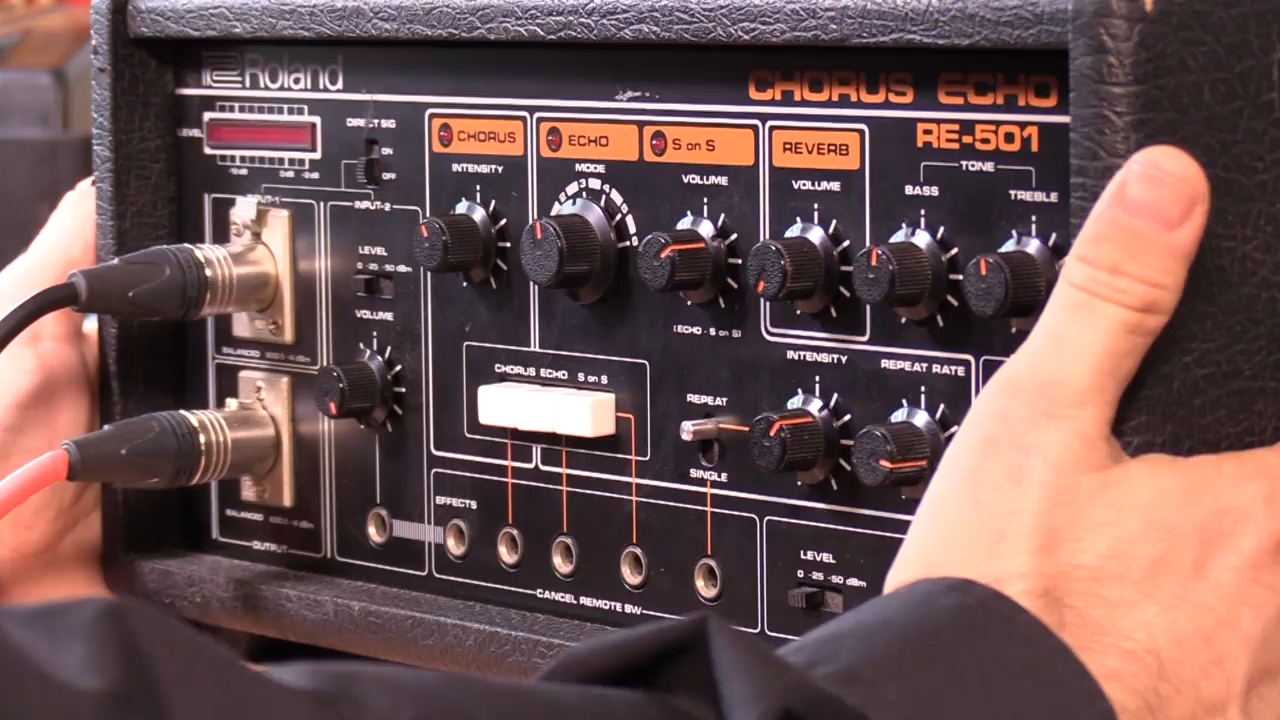 Roland
CHORUS ECHO
RE-501
LEVEL
-12dB 0dB
DIRECT SIG
ON
OFF
CHORUS
ECHO
S on S
REVERB
INTENSITY
MODE
VOLUME
VOLUME
TONE
BASS
TREBLE
INPUT-1
INPUT-2
LEVEL
0 -25 -50 dBm
VOLUME
BALANCED
(ECHO - S on S)
CHORUS ECHO S on S
REPEAT
SINGLE
INTENSITY
REPEAT RATE
BALANCED
OUTPUT
EFFECTS
CANCEL REMOTE SW
LEVEL
0 -25 -50 dBm